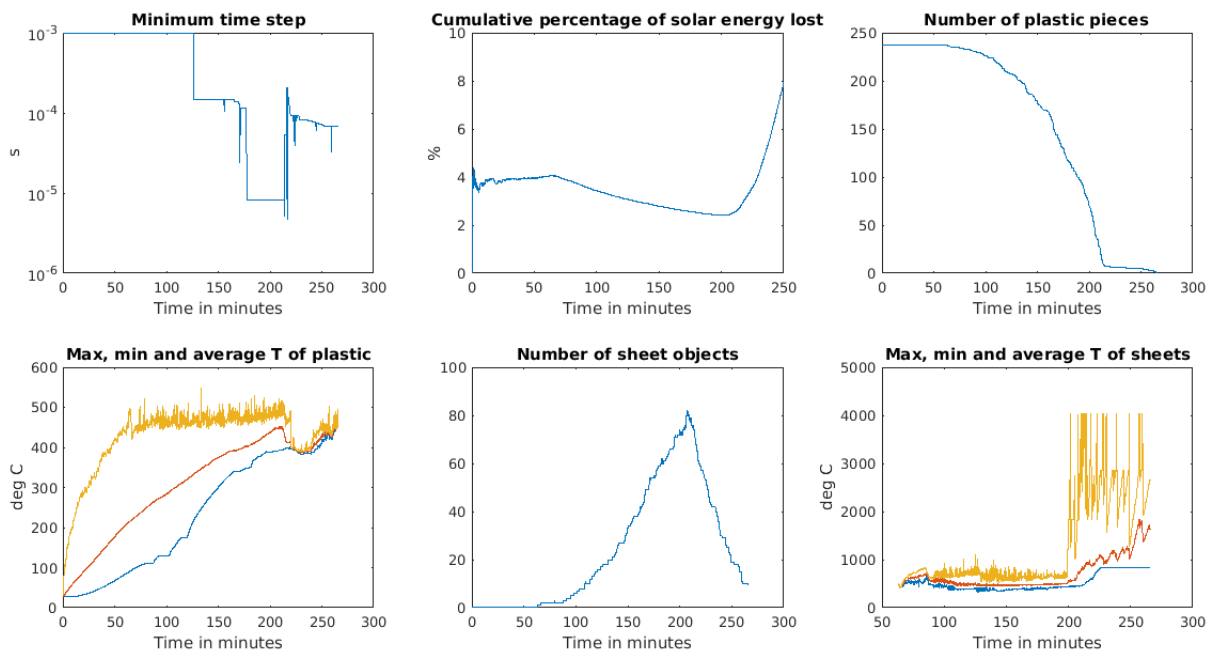 Minimum time step
Cumulative percentage of solar energy lost
Number of plastic pieces
10^-3
10^-4
10^-5
10^-6
s
0 50 100 150 200 250 300
Time in minutes
10
8
6
4
2
0
%
0 50 100 150 200 250
Time in minutes
250
200
150
100
50
0
0 50 100 150 200 250 300
Time in minutes
Max, min and average T of plastic
Number of sheet objects
Max, min and average T of sheets
600
500
400
300
200
100
0
deg C
0 50 100 150 200 250 300
Time in minutes
100
80
60
40
20
0
0 50 100 150 200 250 300
Time in minutes
5000
4000
3000
2000
1000
0
deg C
50 100 150 200 250 300
Time in minutes